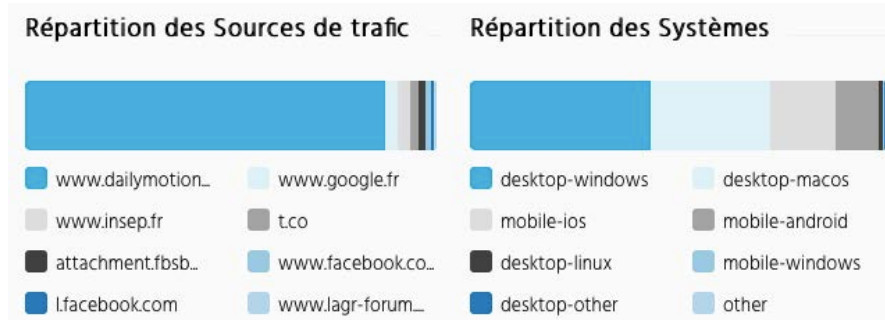 Répartition des Sources de trafic
www.dailymotion...
www.google.fr
www.insep.fr
t.co
attachment.fbsb...
www.facebook.co...
l.facebook.com
www.lagr-forum...
Répartition des Systèmes
desktop-windows
desktop-macos
mobile-ios
mobile-android
desktop-linux
mobile-windows
desktop-other
other